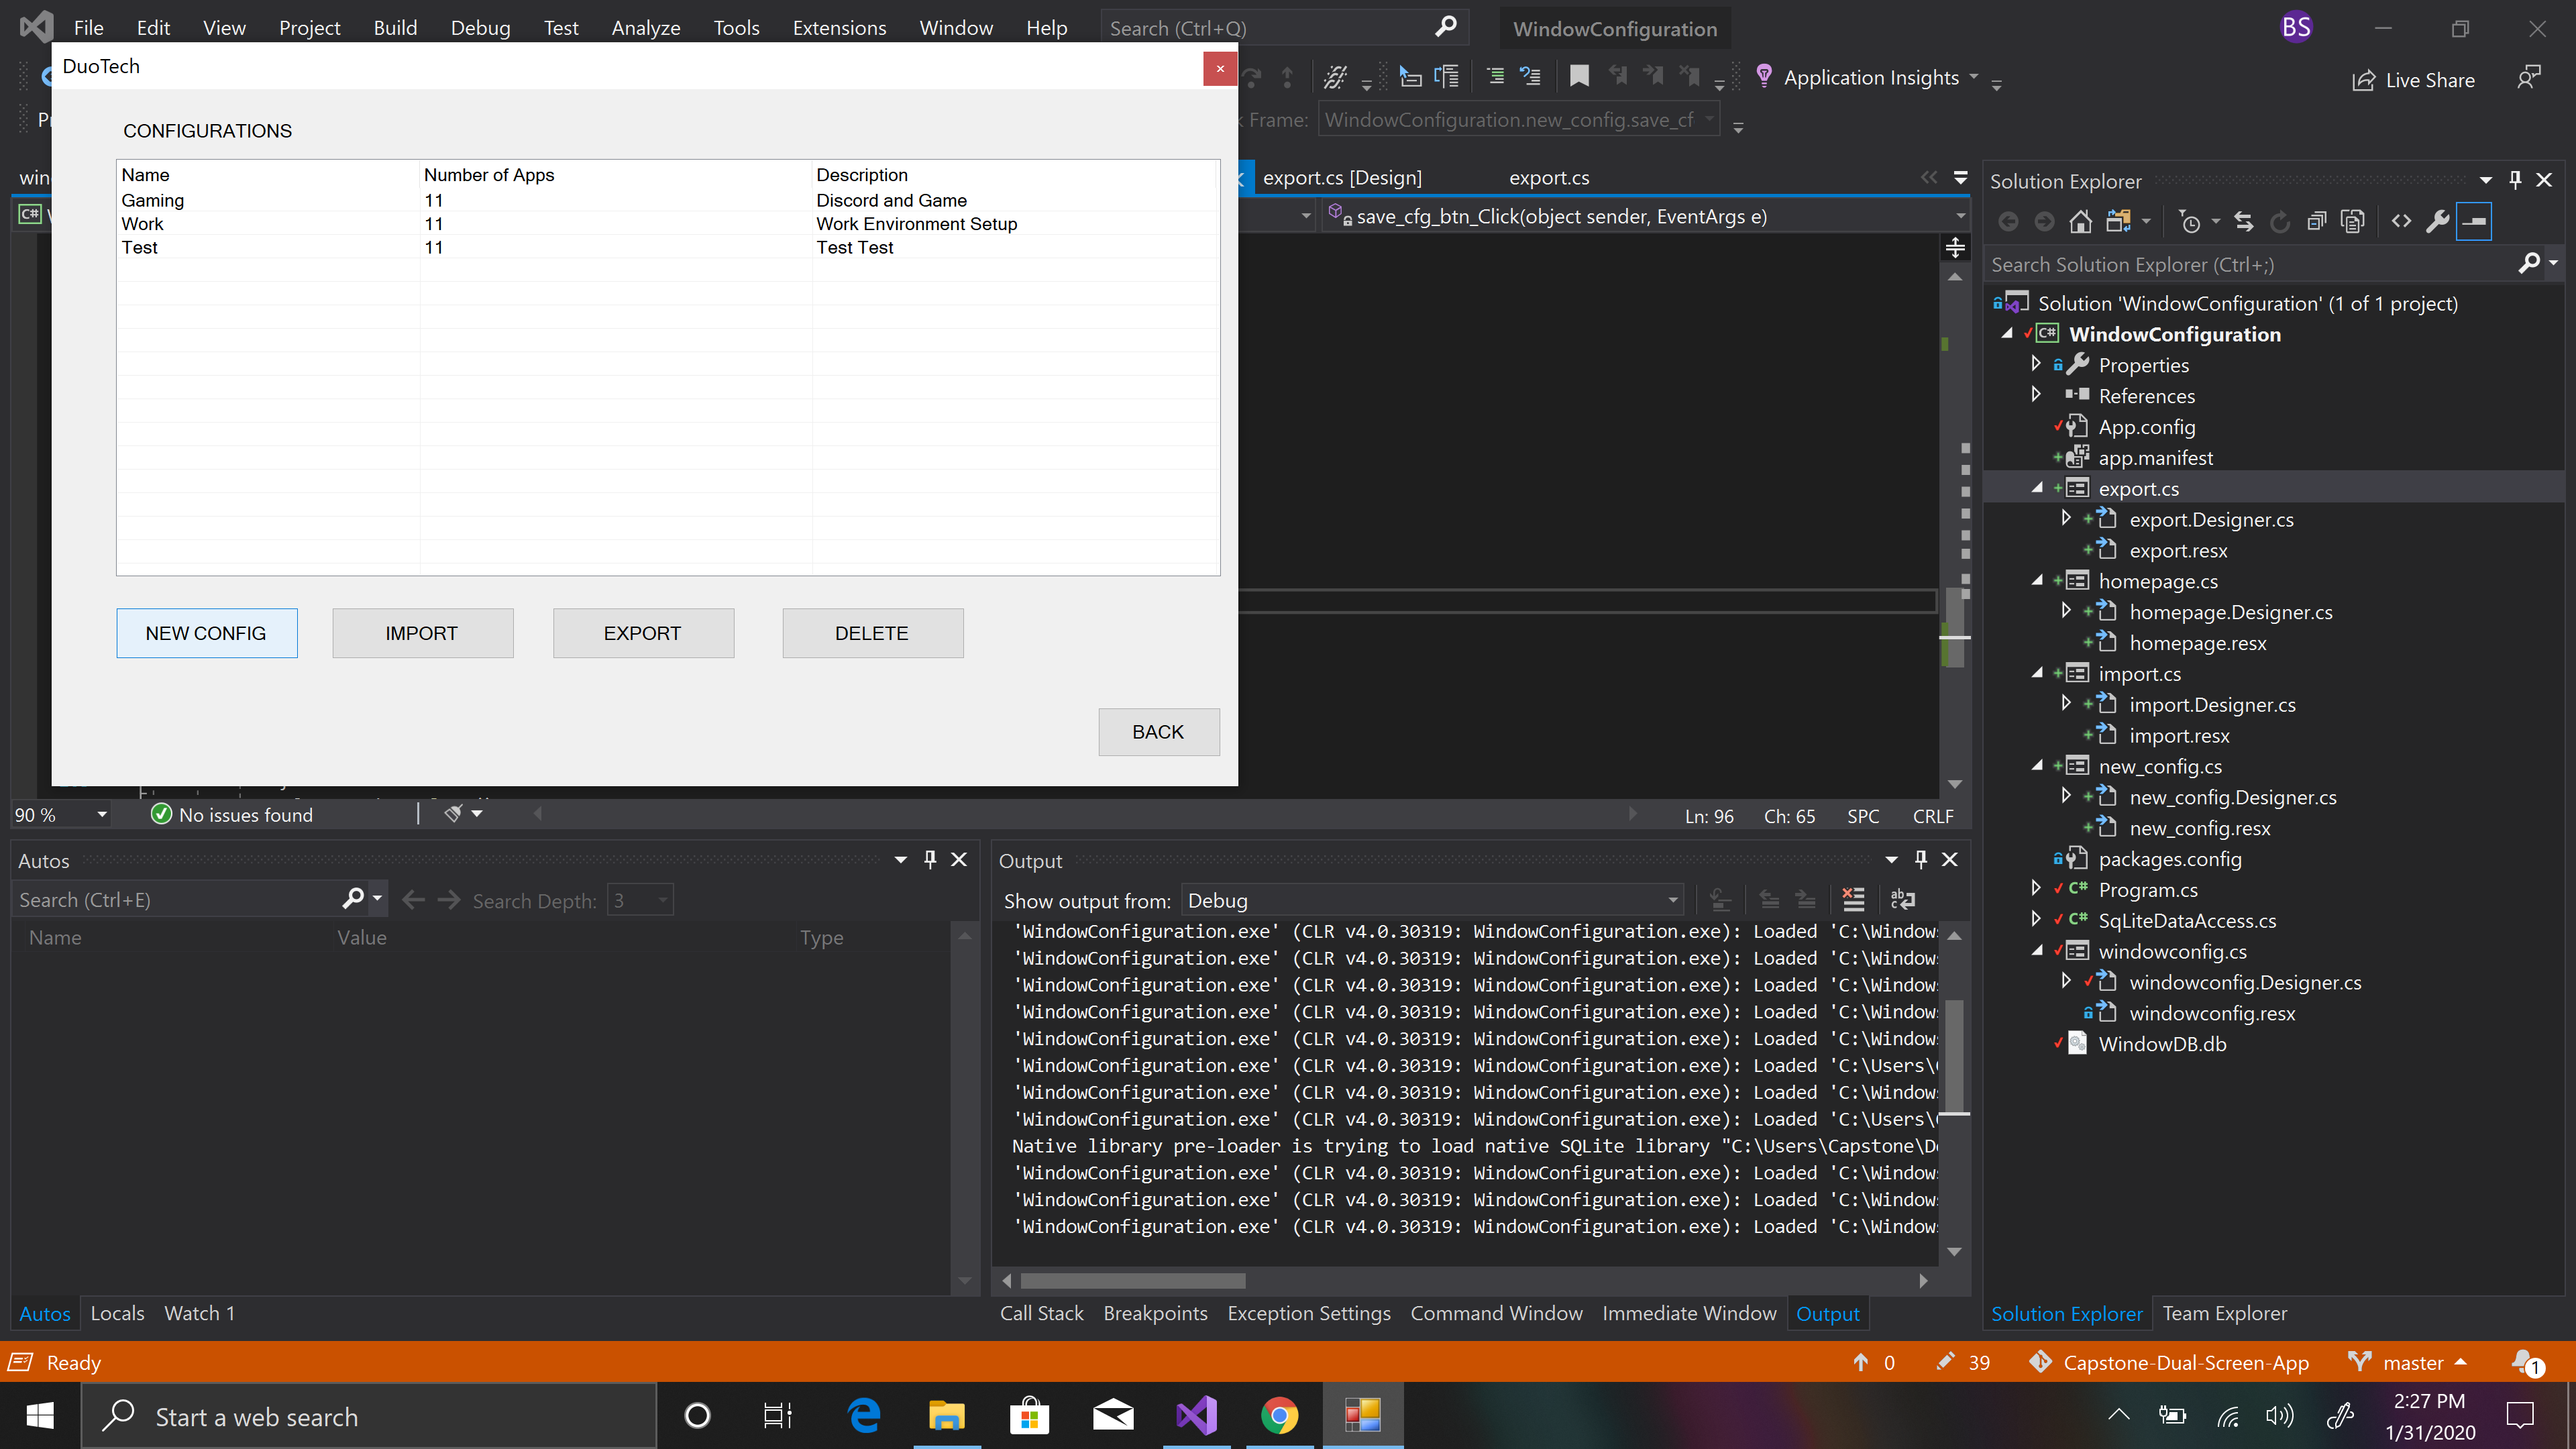 File Edit View Project Build Debug Test Analyze Tools Extensions Window Help Search (Ctrl+Q) WindowConfiguration BS
DuoTech
Application Insights
Live Share
Frame: WindowConfiguration.new_config.save_cf
CONFIGURATIONS
Name Number of Apps Description
Gaming 11 Discord and Game
Work 11 Work Environment Setup
Test 11 Test Test
NEW CONFIG IMPORT EXPORT DELETE
BACK
export.cs [Design] export.cs
save_cfg_btn_Click(object sender, EventArgs e)
90 % No issues found Ln: 96 Ch: 65 SPC CRLF
Solution Explorer
Search Solution Explorer (Ctrl+;)
Solution 'WindowConfiguration' (1 of 1 project)
C# WindowConfiguration
Properties
References
App.config
app.manifest
export.cs
export.Designer.cs
export.resx
homepage.cs
homepage.Designer.cs
homepage.resx
import.cs
import.Designer.cs
import.resx
new_config.cs
new_config.Designer.cs
new_config.resx
packages.config
C# Program.cs
C# SqLiteDataAccess.cs
windowconfig.cs
windowconfig.Designer.cs
windowconfig.resx
WindowDB.db
Solution Explorer Team Explorer
Autos
Search (Ctrl+E) Search Depth: 3
Name Value Type
Autos Locals Watch 1
Output
Show output from: Debug
'WindowConfiguration.exe' (CLR v4.0.30319: WindowConfiguration.exe): Loaded 'C:\Windows
'WindowConfiguration.exe' (CLR v4.0.30319: WindowConfiguration.exe): Loaded 'C:\Windows
'WindowConfiguration.exe' (CLR v4.0.30319: WindowConfiguration.exe): Loaded 'C:\Windows
'WindowConfiguration.exe' (CLR v4.0.30319: WindowConfiguration.exe): Loaded 'C:\Windows
'WindowConfiguration.exe' (CLR v4.0.30319: WindowConfiguration.exe): Loaded 'C:\Windows
'WindowConfiguration.exe' (CLR v4.0.30319: WindowConfiguration.exe): Loaded 'C:\Users\
'WindowConfiguration.exe' (CLR v4.0.30319: WindowConfiguration.exe): Loaded 'C:\Windows
'WindowConfiguration.exe' (CLR v4.0.30319: WindowConfiguration.exe): Loaded 'C:\Users\
Native library pre-loader is trying to load native SQLite library "C:\Users\Capstone\D
'WindowConfiguration.exe' (CLR v4.0.30319: WindowConfiguration.exe): Loaded 'C:\Windows
'WindowConfiguration.exe' (CLR v4.0.30319: WindowConfiguration.exe): Loaded 'C:\Windows
'WindowConfiguration.exe' (CLR v4.0.30319: WindowConfiguration.exe): Loaded 'C:\Windows
Call Stack Breakpoints Exception Settings Command Window Immediate Window Output
Ready 0 39 Capstone-Dual-Screen-App master 1
Start a web search
2:27 PM
1/31/2020